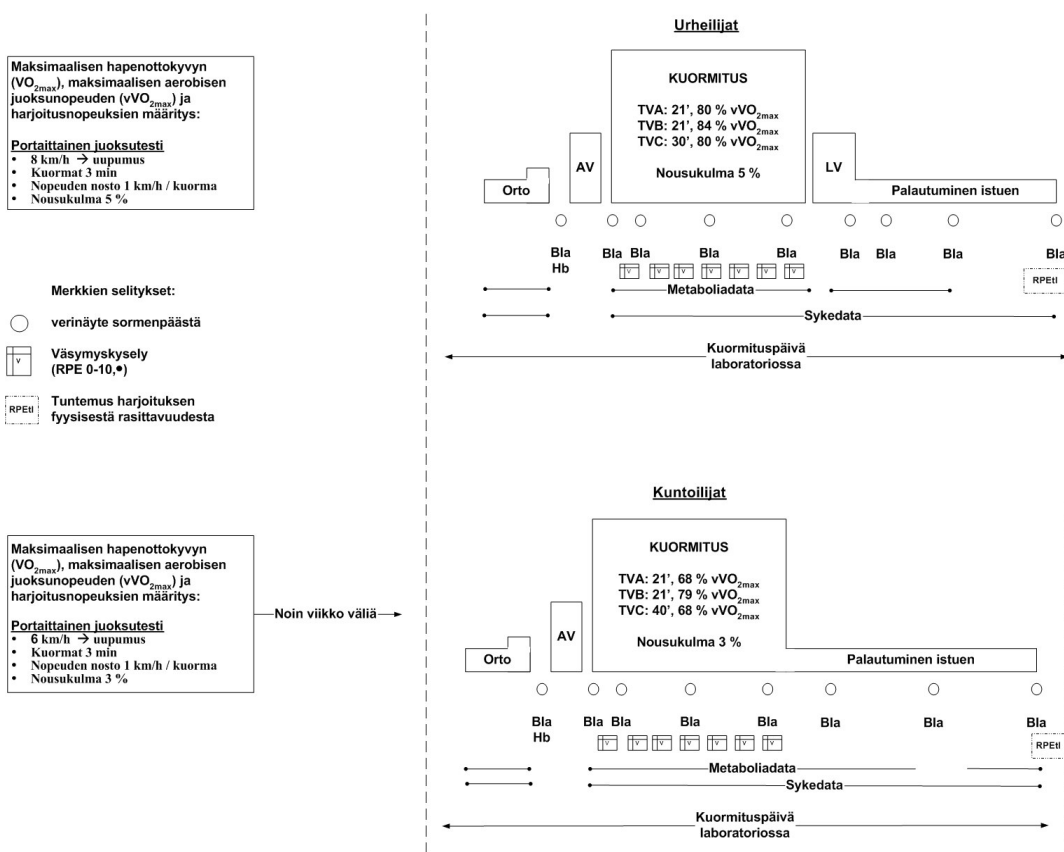 Maksimaalisen hapenottokyvyn
(VO2max), maksimaalisen aerobisen
juoksunopeuden (vVO2max) ja
harjoitusnopeuksien määritys:
Portaittainen juoksutesti
• 8 km/h → uupumus
• Kuormat 3 min
• Nopeuden nosto 1 km/h / kuorma
• Nousukulma 5 %
Merkkien selitykset:
verinäyte sormenpäästä
v
Väsymyskysely
(RPE 0-10,•)
RPEtl
Tuntemus harjoituksen
fyysisestä rasittavuudesta
Maksimaalisen hapenottokyvyn
(VO2max), maksimaalisen aerobisen
juoksunopeuden (vVO2max) ja
harjoitusnopeuksien määritys:
Portaittainen juoksutesti
• 6 km/h → uupumus
• Kuormat 3 min
• Nopeuden nosto 1 km/h / kuorma
• Nousukulma 3 %
Noin viikko väliä
Urheilijat
KUORMITUS
TVA: 21', 80 % vVO2max
TVB: 21', 84 % vVO2max
TVC: 30', 80 % vVO2max
Nousukulma 5 %
Orto
AV
LV
Palautuminen istuen
Bla Bla Bla Bla Bla Bla Bla Bla Bla
Hb
v v v v v v v
RPEtl
Metaboliadata
Sykedata
Kuormituspäivä
laboratoriossa
Kuntoilijat
KUORMITUS
TVA: 21', 68 % vVO2max
TVB: 21', 79 % vVO2max
TVC: 40', 68 % vVO2max
Nousukulma 3 %
Orto
AV
Palautuminen istuen
Bla Bla Bla Bla Bla Bla Bla Bla
Hb
v v v v v v v
RPEtl
Metaboliadata
Sykedata
Kuormituspäivä
laboratoriossa